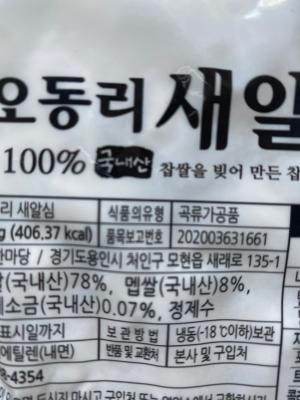 오동리 새알
100% 국내산 찹쌀을 빚어 만든 찹
리 새알심 식품의유형 곡류가공품
g (406.37 kcal) 품목보고번호 202003631661
한마당 / 경기도용인시 처인구 모현읍 새래로 135-1
(국내산)78%, 멥쌀(국내산)8%,
소금(국내산)0.07%, 정제수
표시일까지 보관방법 냉동(-18℃이하)보관
에틸렌(내면) 반품 및 교환처 본사 및 구입처
8-4354